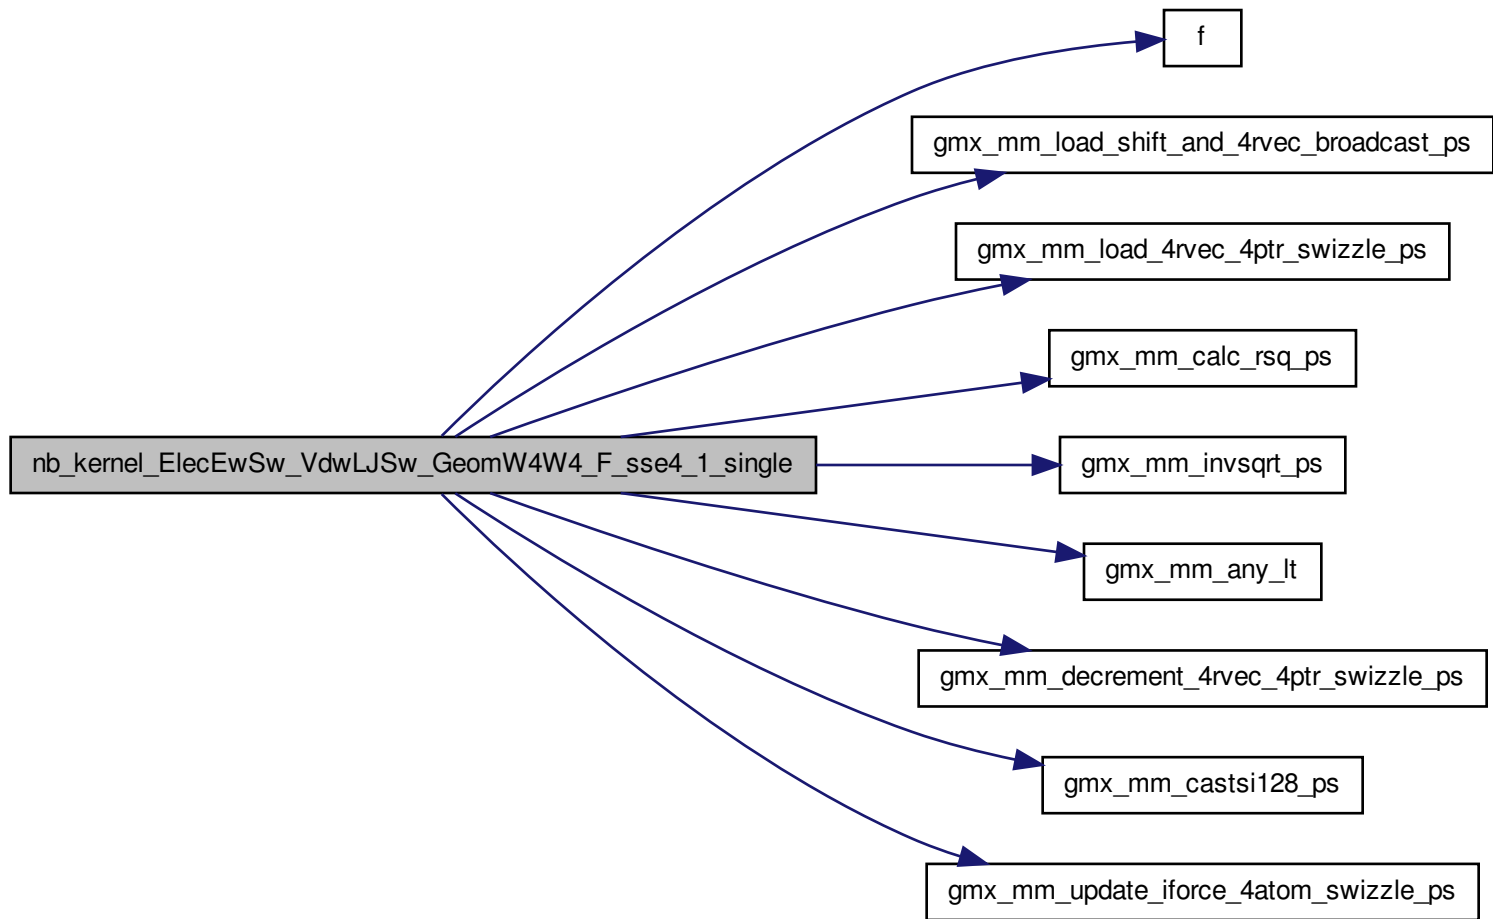 f
gmx_mm_load_shift_and_4rvec_broadcast_ps
gmx_mm_load_4rvec_4ptr_swizzle_ps
gmx_mm_calc_rsq_ps
nb_kernel_ElecEwSw_VdwLJSw_GeomW4W4_F_sse4_1_single
gmx_mm_invsqrt_ps
gmx_mm_any_lt
gmx_mm_decrement_4rvec_4ptr_swizzle_ps
gmx_mm_castsi128_ps
gmx_mm_update_iforce_4atom_swizzle_ps